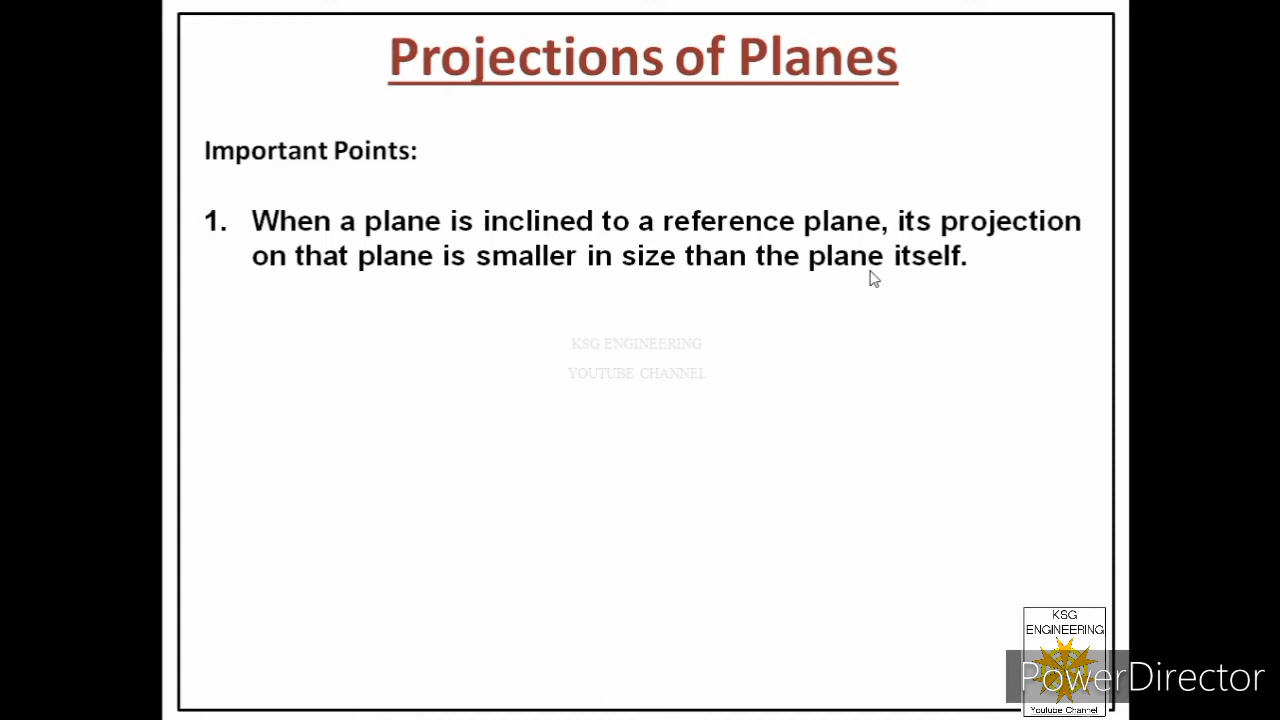 Projections of Planes
Important Points:
1. When a plane is inclined to a reference plane, its projection
on that plane is smaller in size than the plane itself.
KSG ENGINEERING
YOUTUBE CHANNEL
KSG
ENGINEERING
PowerDirector
Youtube Channel